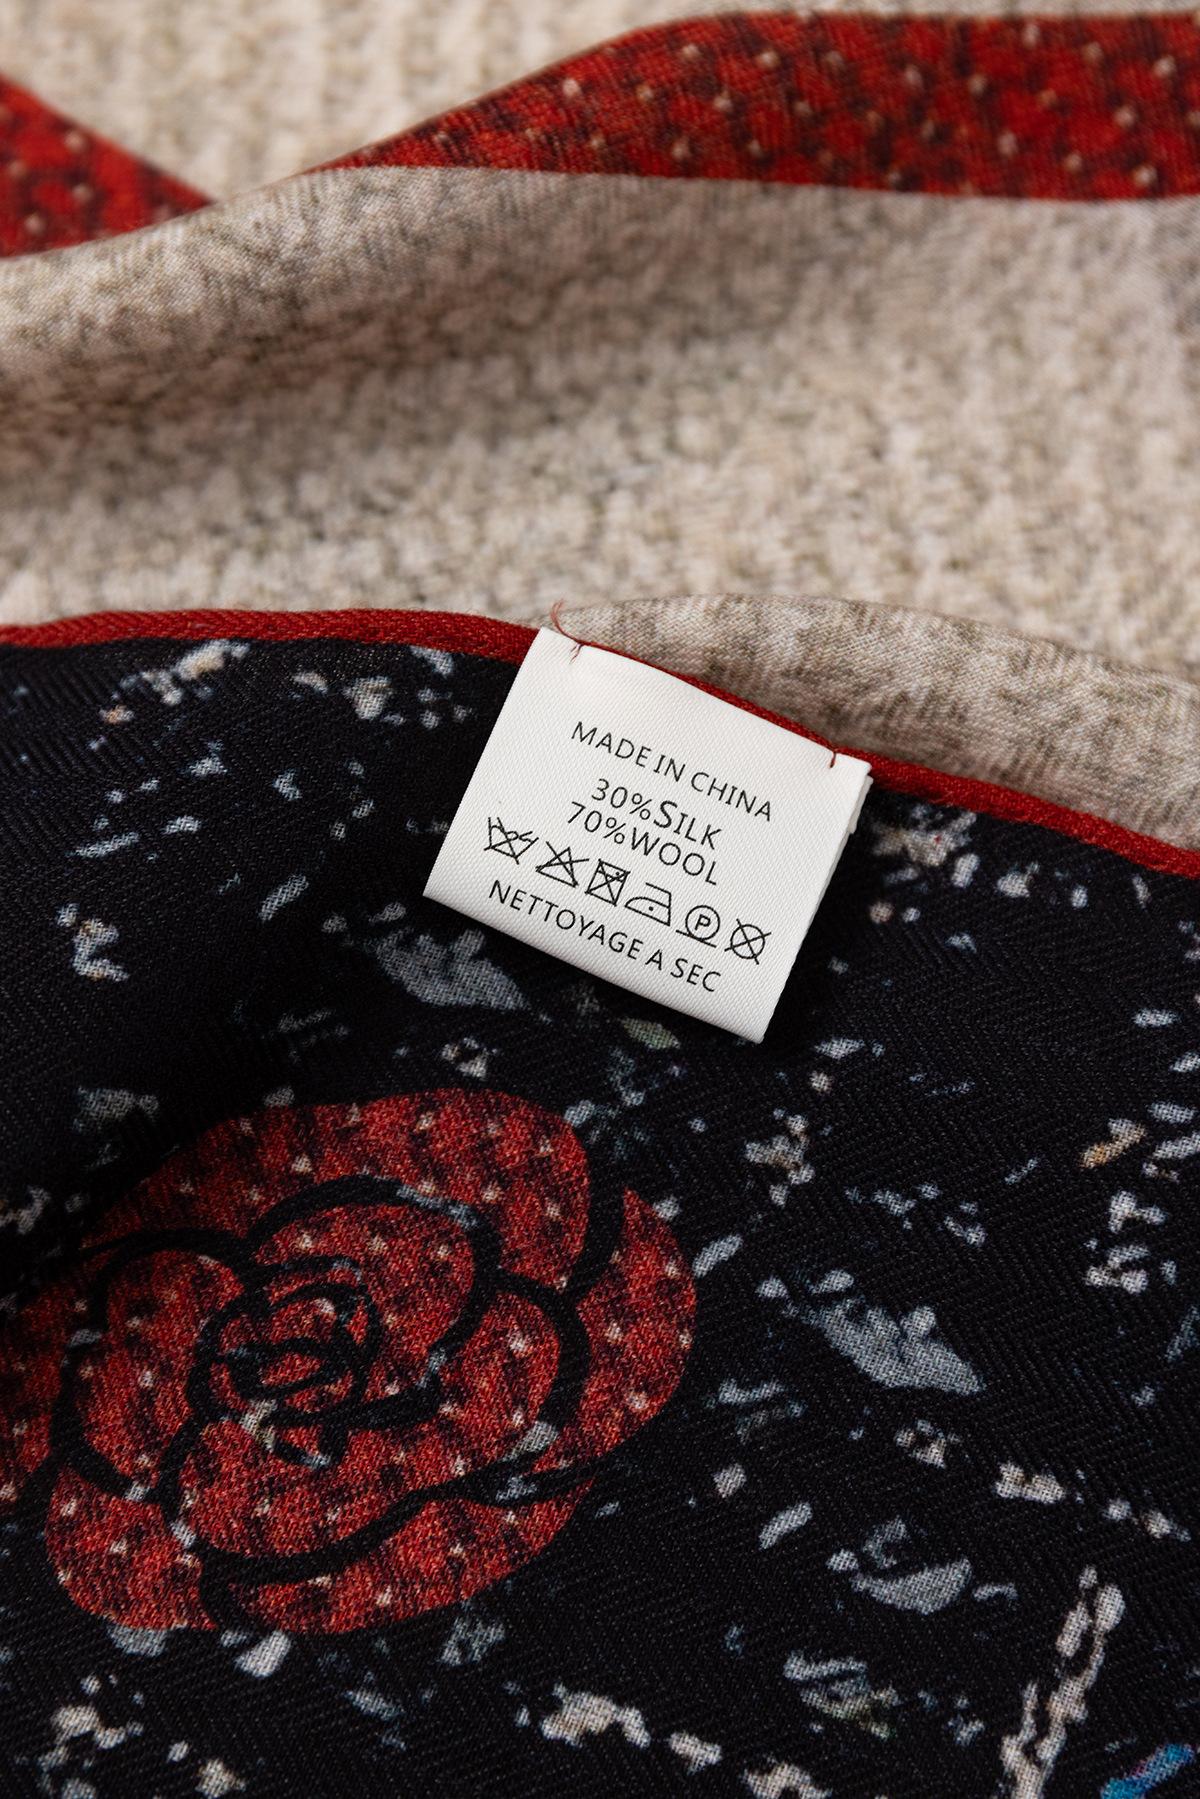 MADE IN CHINA
30%SILK
70%WOOL
P
NETTOYAGE A SEC